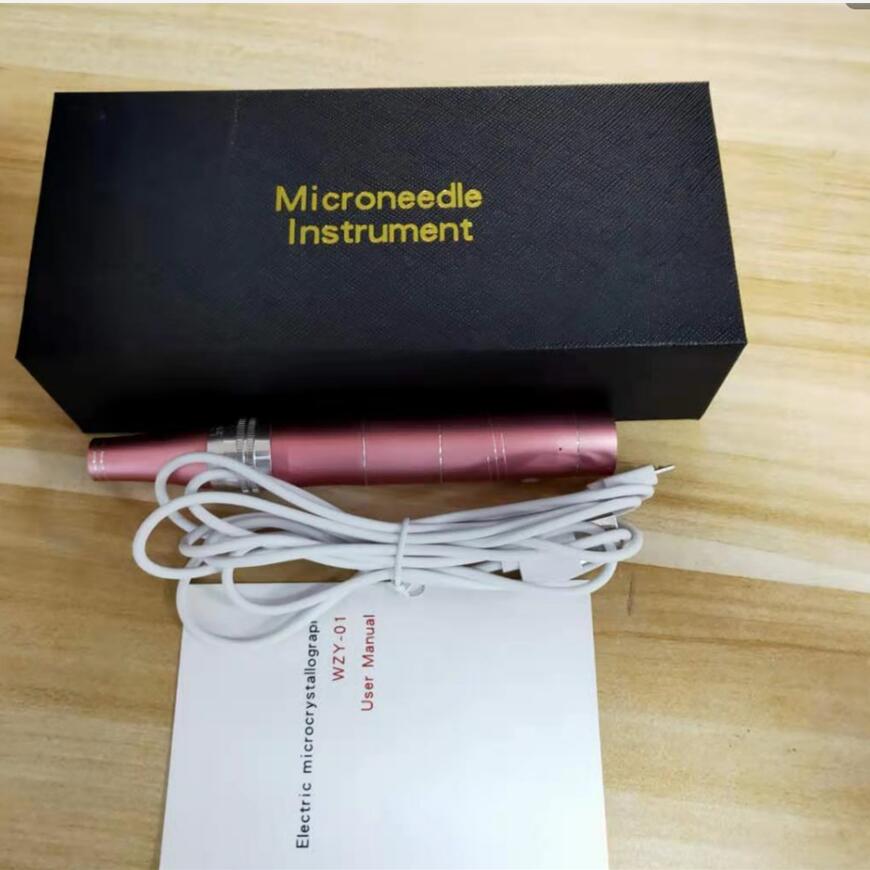 Microneedle
Instrument
Electric microcrystallograp
WZY-01
User Manual